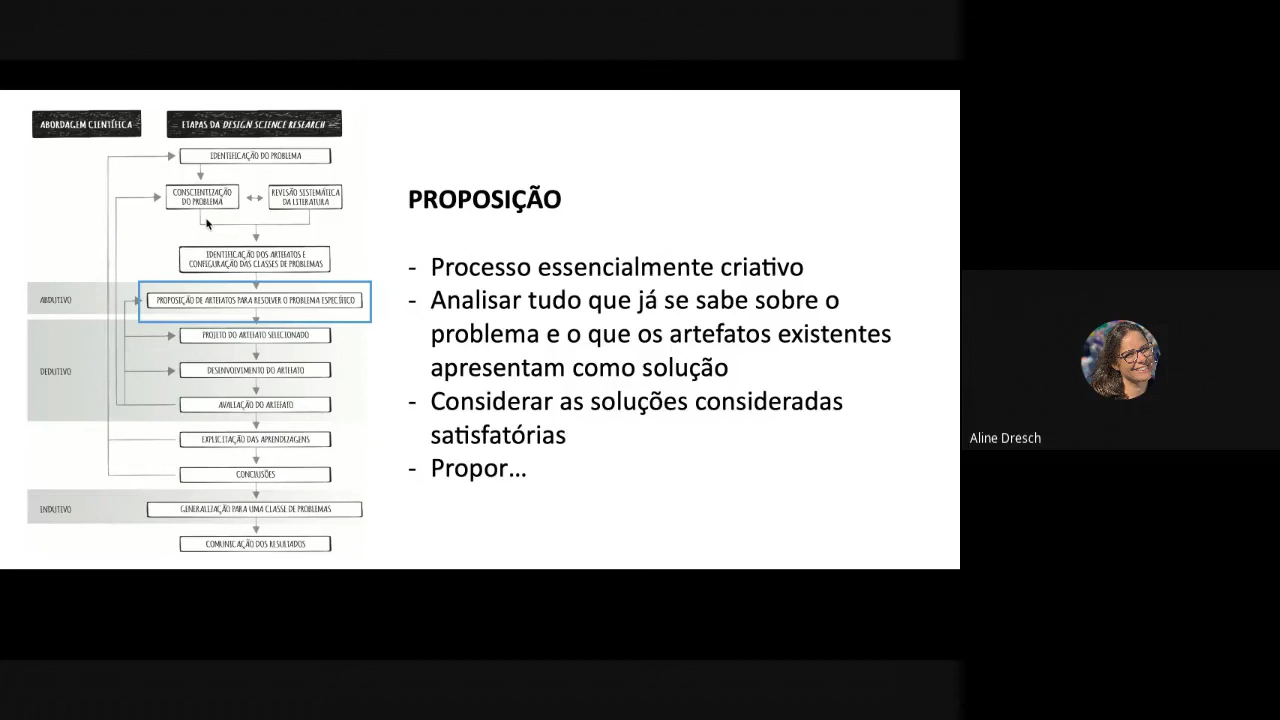 ABORDAGEM CIENTÍFICA
ETAPAS DA DESIGN SCIENCE RESEARCH
IDENTIFICAÇÃO DO PROBLEMA
CONSCIENTIZAÇÃO
DO PROBLEMA
REVISÃO SISTEMÁTICA
DA LITERATURA
IDENTIFICAÇÃO DOS ARTEFATOS E
CONFIGURAÇÃO DAS CLASSES DE PROBLEMAS
ABDUTIVO
PROPOSIÇÃO DE ARTEFATOS PARA RESOLVER O PROBLEMA ESPECÍFICO
PROJETO DO ARTEFATO SELECIONADO
DEDUTIVO
DESENVOLVIMENTO DO ARTEFATO
AVALIAÇÃO DO ARTEFATO
EXPLICITAÇÃO DAS APRENDIZAGENS
CONCLUSÕES
INDUTIVO
GENERALIZAÇÃO PARA UMA CLASSE DE PROBLEMAS
COMUNICAÇÃO DOS RESULTADOS
PROPOSIÇÃO
- Processo essencialmente criativo
- Analisar tudo que já se sabe sobre o
problema e o que os artefatos existentes
apresentam como solução
- Considerar as soluções consideradas
satisfatórias
- Propor...
Aline Dresch